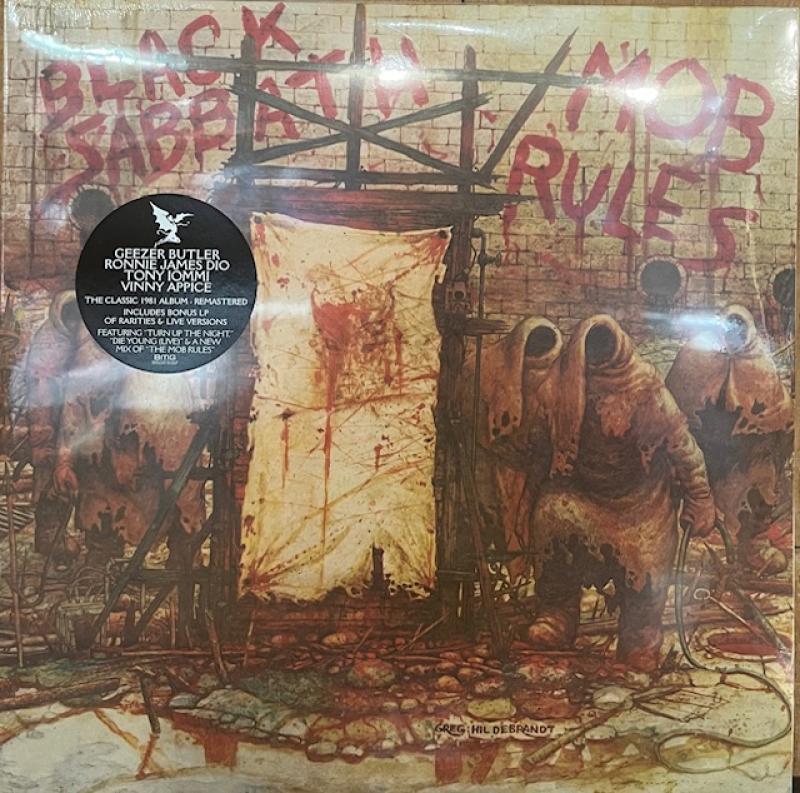 BLACK
SABBATH
MOB
RULES
GEEZER BUTLER
RONNIE JAMES DIO
TONY IOMMI
VINNY APPICE
THE CLASSIC 1981 ALBUM · REMASTERED
INCLUDES BONUS LP
OF RARITIES & LIVE VERSIONS
FEATURING "TURN UP THE NIGHT,"
"DIE YOUNG (LIVE)" & A NEW
MIX OF "THE MOB RULES"
BMG
GREG HILDEBRANDT